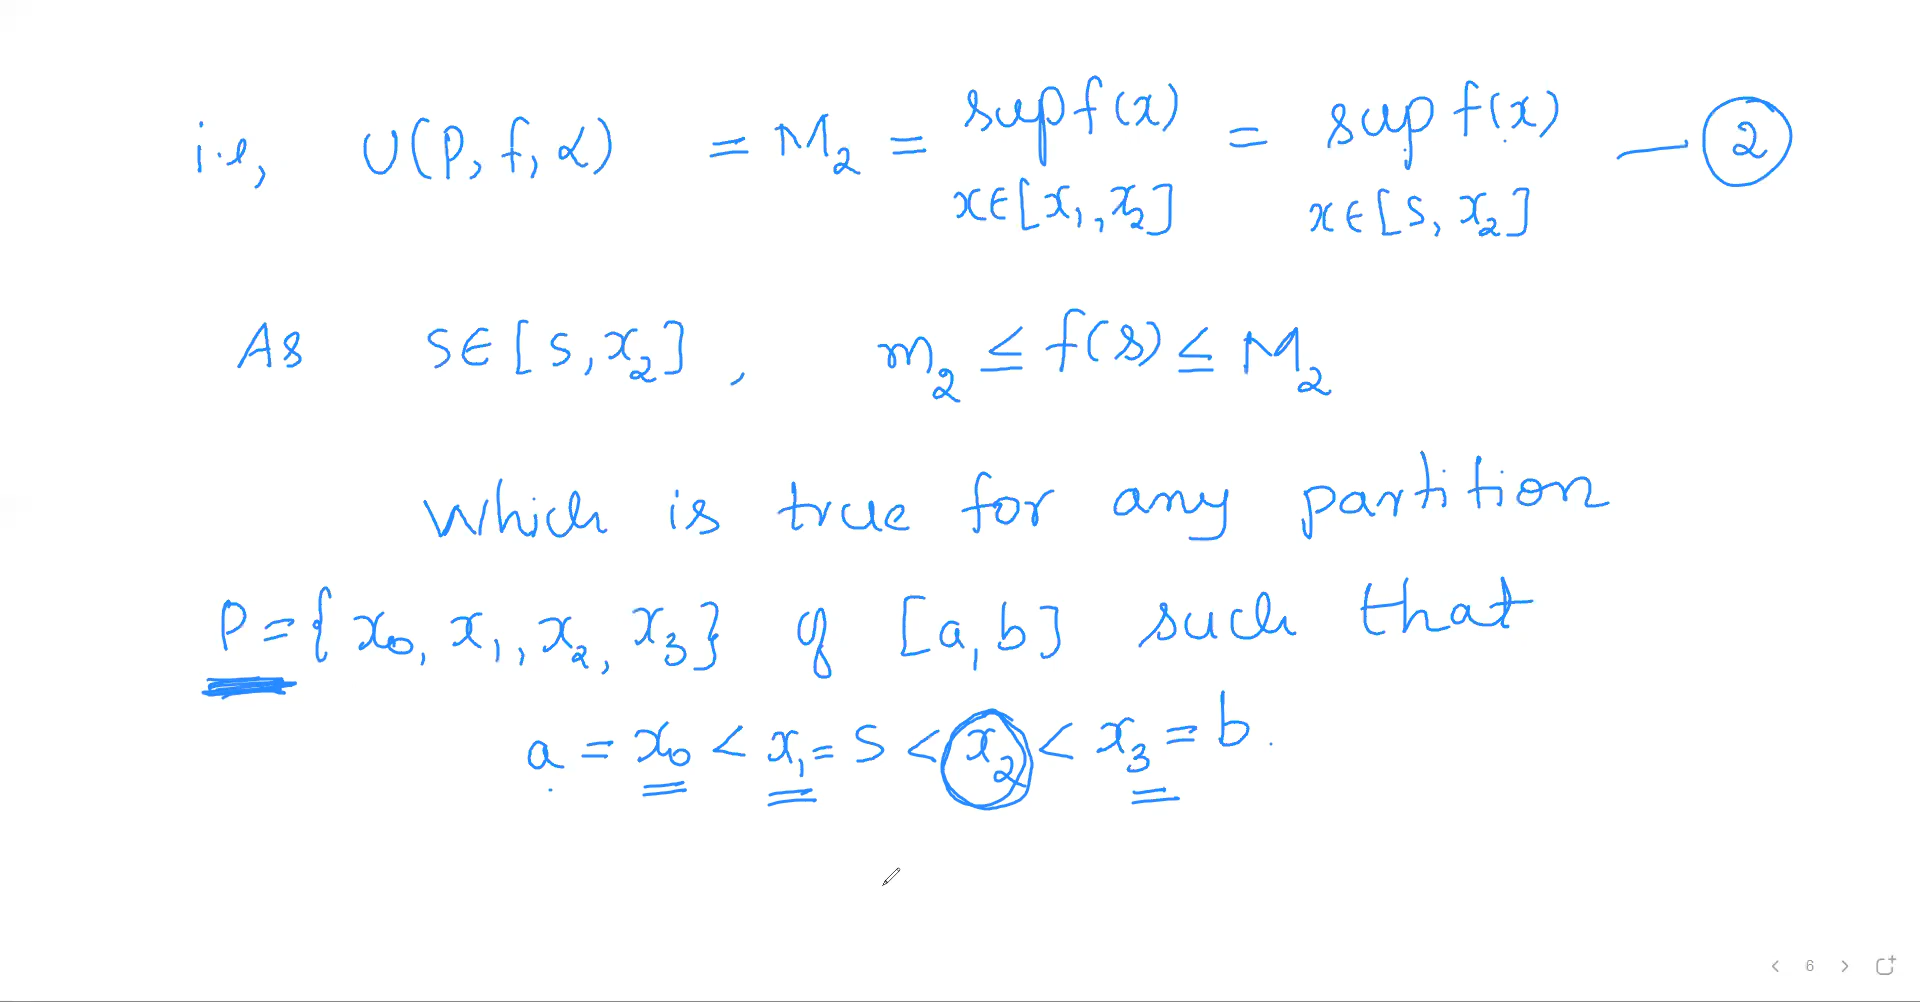 i.e, U(P, f, α) = M₂ = sup f(x) = sup f(x) — ②
x∈[x₁, x₂] x∈[s, x₂]
As s∈[s, x₂], m₂ ≤ f(s) ≤ M₂
which is true for any partition
P = {x₀, x₁, x₂, x₃} of [a, b] such that
a = x₀ < x₁ = s < x₂ < x₃ = b.
6